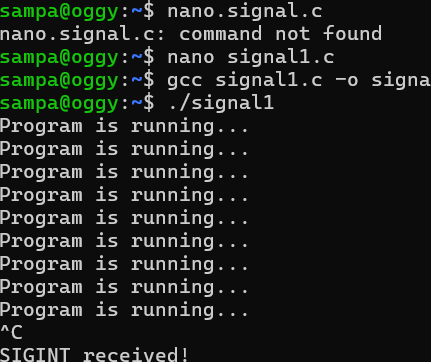 sampa@oggy:~$ nano.signal.c
nano.signal.c: command not found
sampa@oggy:~$ nano signal1.c
sampa@oggy:~$ gcc signal1.c -o signa
sampa@oggy:~$ ./signal1
Program is running...
Program is running...
Program is running...
Program is running...
Program is running...
Program is running...
Program is running...
Program is running...
Program is running...
^C
SIGINT received!